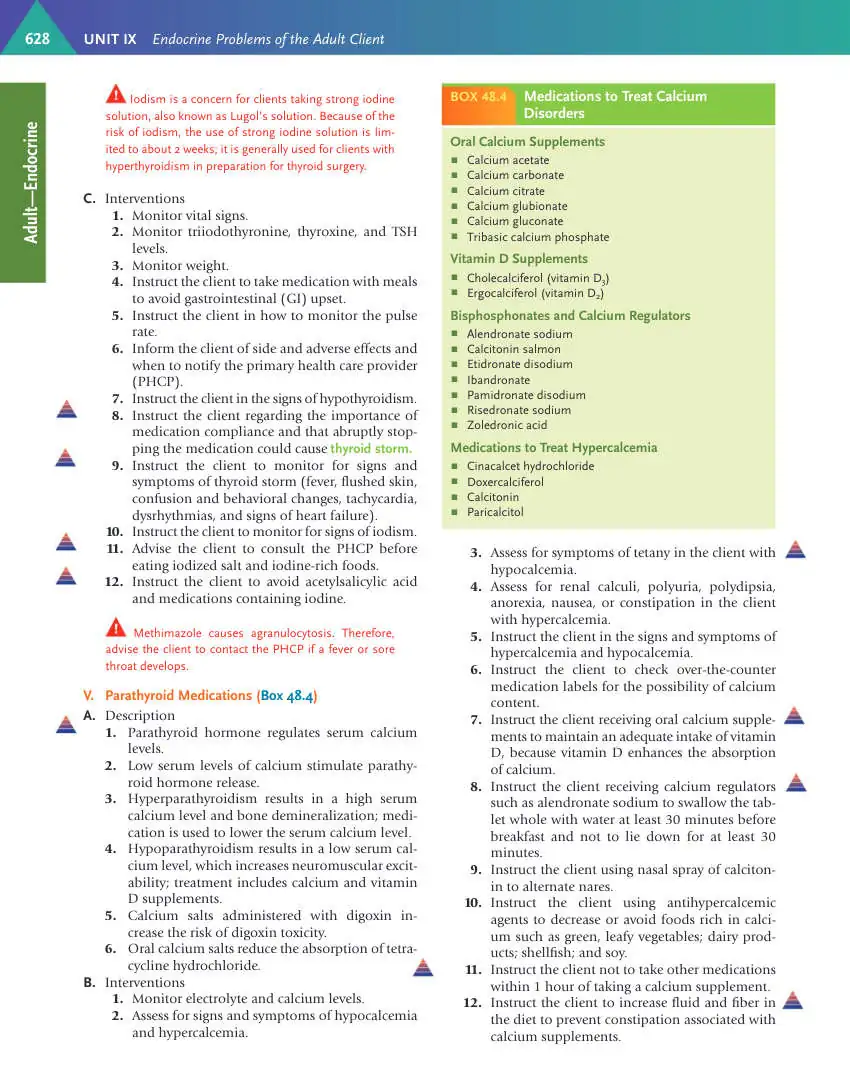 628 UNIT IX Endocrine Problems of the Adult Client
Adult—Endocrine
Iodism is a concern for clients taking strong iodine
solution, also known as Lugol's solution. Because of the
risk of iodism, the use of strong iodine solution is lim-
ited to about 2 weeks; it is generally used for clients with
hyperthyroidism in preparation for thyroid surgery.
C. Interventions
1. Monitor vital signs.
2. Monitor triiodothyronine, thyroxine, and TSH
levels.
3. Monitor weight.
4. Instruct the client to take medication with meals
to avoid gastrointestinal (GI) upset.
5. Instruct the client in how to monitor the pulse
rate.
6. Inform the client of side and adverse effects and
when to notify the primary health care provider
(PHCP).
7. Instruct the client in the signs of hypothyroidism.
8. Instruct the client regarding the importance of
medication compliance and that abruptly stop-
ping the medication could cause thyroid storm.
9. Instruct the client to monitor for signs and
symptoms of thyroid storm (fever, flushed skin,
confusion and behavioral changes, tachycardia,
dysrhythmias, and signs of heart failure).
10. Instruct the client to monitor for signs of iodism.
11. Advise the client to consult the PHCP before
eating iodized salt and iodine-rich foods.
12. Instruct the client to avoid acetylsalicylic acid
and medications containing iodine.
Methimazole causes agranulocytosis. Therefore,
advise the client to contact the PHCP if a fever or sore
throat develops.
V. Parathyroid Medications (Box 48.4)
A. Description
1. Parathyroid hormone regulates serum calcium
levels.
2. Low serum levels of calcium stimulate parathy-
roid hormone release.
3. Hyperparathyroidism results in a high serum
calcium level and bone demineralization; medi-
cation is used to lower the serum calcium level.
4. Hypoparathyroidism results in a low serum cal-
cium level, which increases neuromuscular excit-
ability; treatment includes calcium and vitamin
D supplements.
5. Calcium salts administered with digoxin in-
crease the risk of digoxin toxicity.
6. Oral calcium salts reduce the absorption of tetra-
cycline hydrochloride.
B. Interventions
1. Monitor electrolyte and calcium levels.
2. Assess for signs and symptoms of hypocalcemia
and hypercalcemia.
BOX 48.4 Medications to Treat Calcium
Disorders
Oral Calcium Supplements
■ Calcium acetate
■ Calcium carbonate
■ Calcium citrate
■ Calcium glubionate
■ Calcium gluconate
■ Tribasic calcium phosphate
Vitamin D Supplements
■ Cholecalciferol (vitamin D₃)
■ Ergocalciferol (vitamin D₂)
Bisphosphonates and Calcium Regulators
■ Alendronate sodium
■ Calcitonin salmon
■ Etidronate disodium
■ Ibandronate
■ Pamidronate disodium
■ Risedronate sodium
■ Zoledronic acid
Medications to Treat Hypercalcemia
■ Cinacalcet hydrochloride
■ Doxercalciferol
■ Calcitonin
■ Paricalcitol
3. Assess for symptoms of tetany in the client with
hypocalcemia.
4. Assess for renal calculi, polyuria, polydipsia,
anorexia, nausea, or constipation in the client
with hypercalcemia.
5. Instruct the client in the signs and symptoms of
hypercalcemia and hypocalcemia.
6. Instruct the client to check over-the-counter
medication labels for the possibility of calcium
content.
7. Instruct the client receiving oral calcium supple-
ments to maintain an adequate intake of vitamin
D, because vitamin D enhances the absorption
of calcium.
8. Instruct the client receiving calcium regulators
such as alendronate sodium to swallow the tab-
let whole with water at least 30 minutes before
breakfast and not to lie down for at least 30
minutes.
9. Instruct the client using nasal spray of calciton-
in to alternate nares.
10. Instruct the client using antihypercalcemic
agents to decrease or avoid foods rich in calci-
um such as green, leafy vegetables; dairy prod-
ucts; shellfish; and soy.
11. Instruct the client not to take other medications
within 1 hour of taking a calcium supplement.
12. Instruct the client to increase fluid and fiber in
the diet to prevent constipation associated with
calcium supplements.